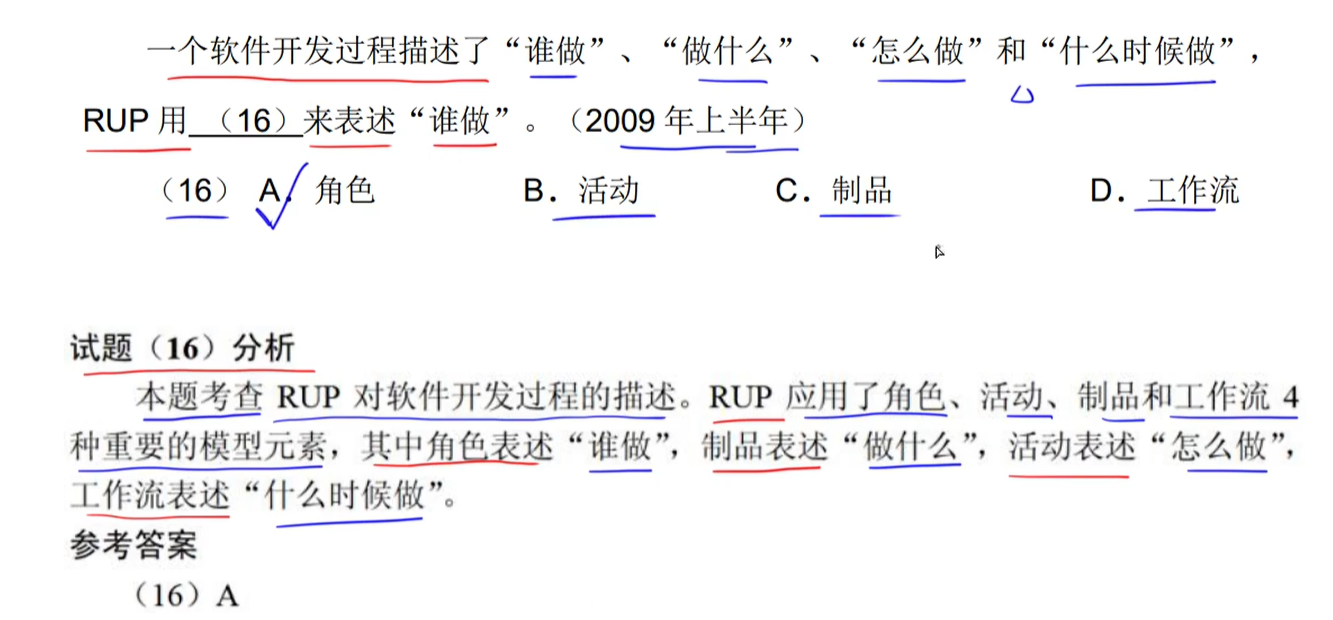 一个软件开发过程描述了“谁做”、“做什么”、“怎么做”和“什么时候做”，
RUP 用 （16）来表述“谁做”。（2009 年上半年）
（16） A. 角色 B. 活动 C. 制品 D. 工作流
试题（16）分析
本题考查 RUP 对软件开发过程的描述。RUP 应用了角色、活动、制品和工作流 4
种重要的模型元素，其中角色表述“谁做”，制品表述“做什么”，活动表述“怎么做”，
工作流表述“什么时候做”。
参考答案
（16）A